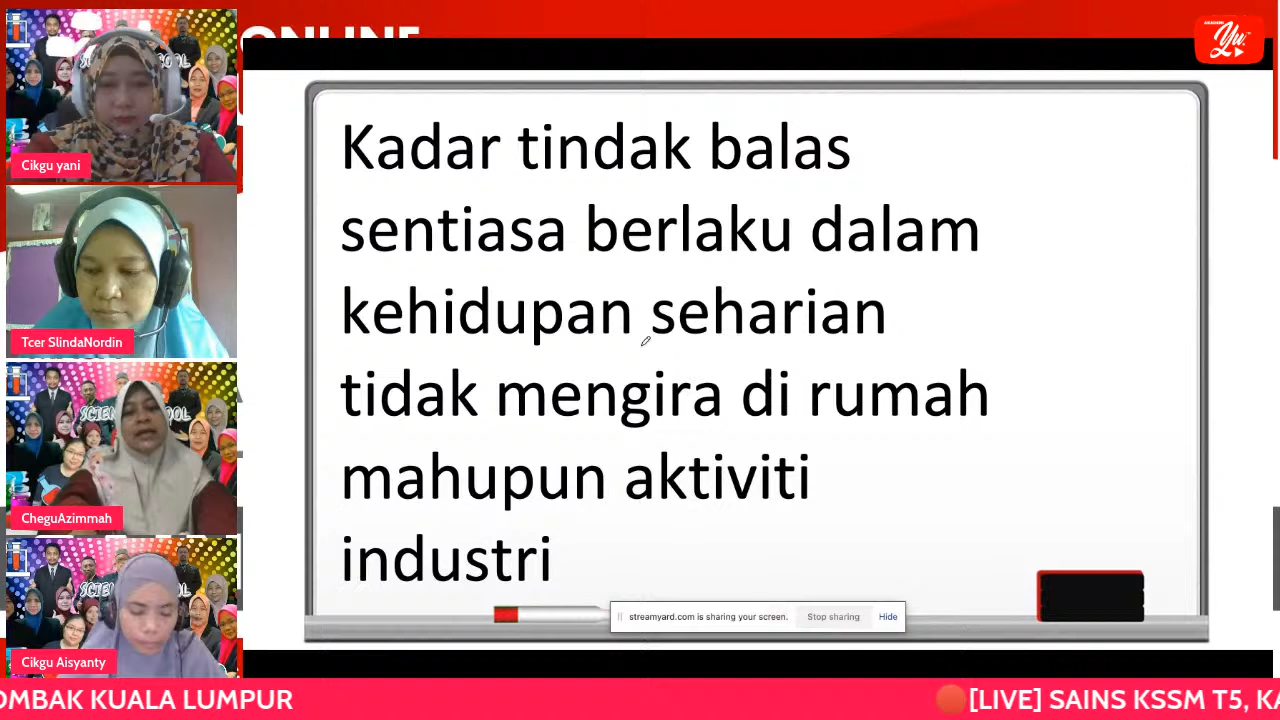 ONLINE
Yu.
Cikgu yani
Tcer SlindaNordin
CheguAzimmah
Cikgu Aisyanty
Kadar tindak balas
sentiasa berlaku dalam
kehidupan seharian
tidak mengira di rumah
mahupun aktiviti
industri
streamyard.com is sharing your screen. Stop sharing Hide
OMBAK KUALA LUMPUR
[LIVE] SAINS KSSM T5, KA